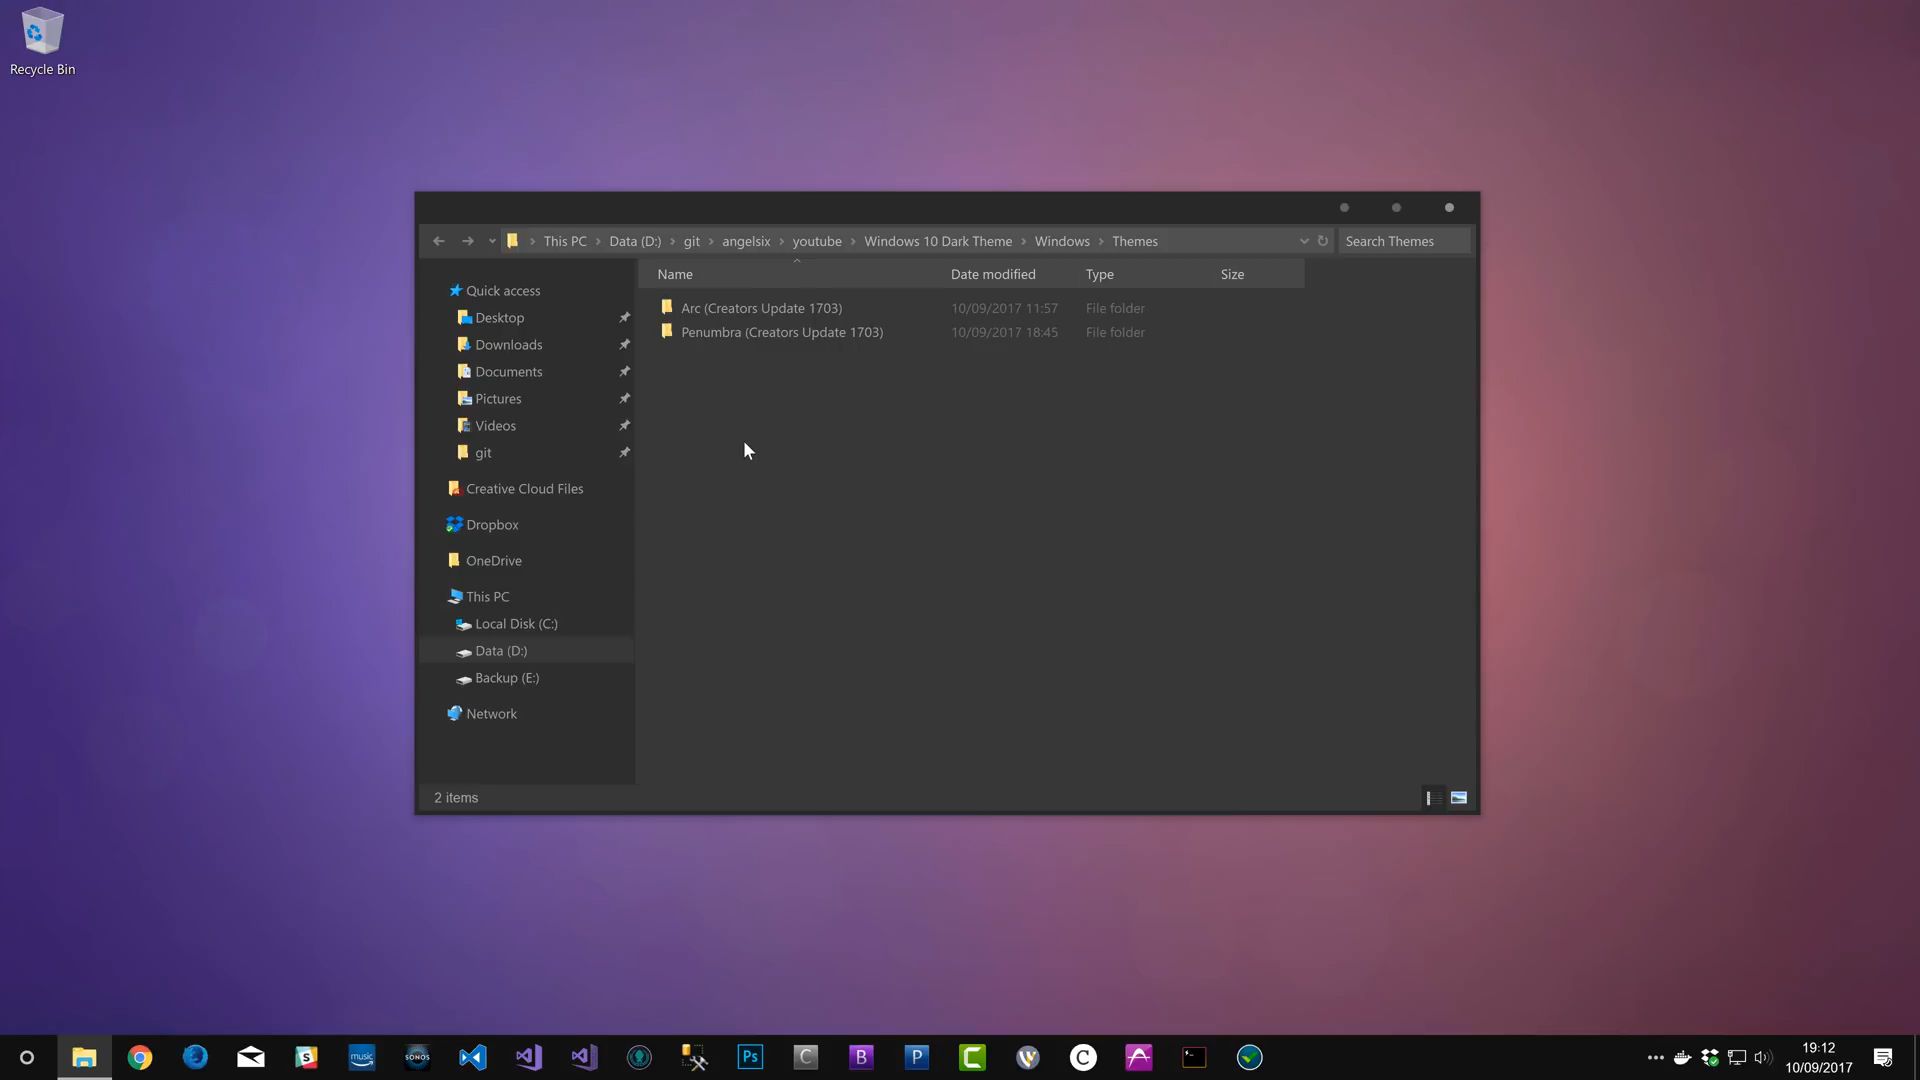 Recycle Bin
This PC > Data (D:) > git > angelsix > youtube > Windows 10 Dark Theme > Windows > Themes
Search Themes
Name Date modified Type Size
Arc (Creators Update 1703) 10/09/2017 11:57 File folder
Penumbra (Creators Update 1703) 10/09/2017 18:45 File folder
Quick access
Desktop
Downloads
Documents
Pictures
Videos
git
Creative Cloud Files
Dropbox
OneDrive
This PC
Local Disk (C:)
Data (D:)
Backup (E:)
Network
2 items
S music SONOS Ps C B P C C
19:12
10/09/2017